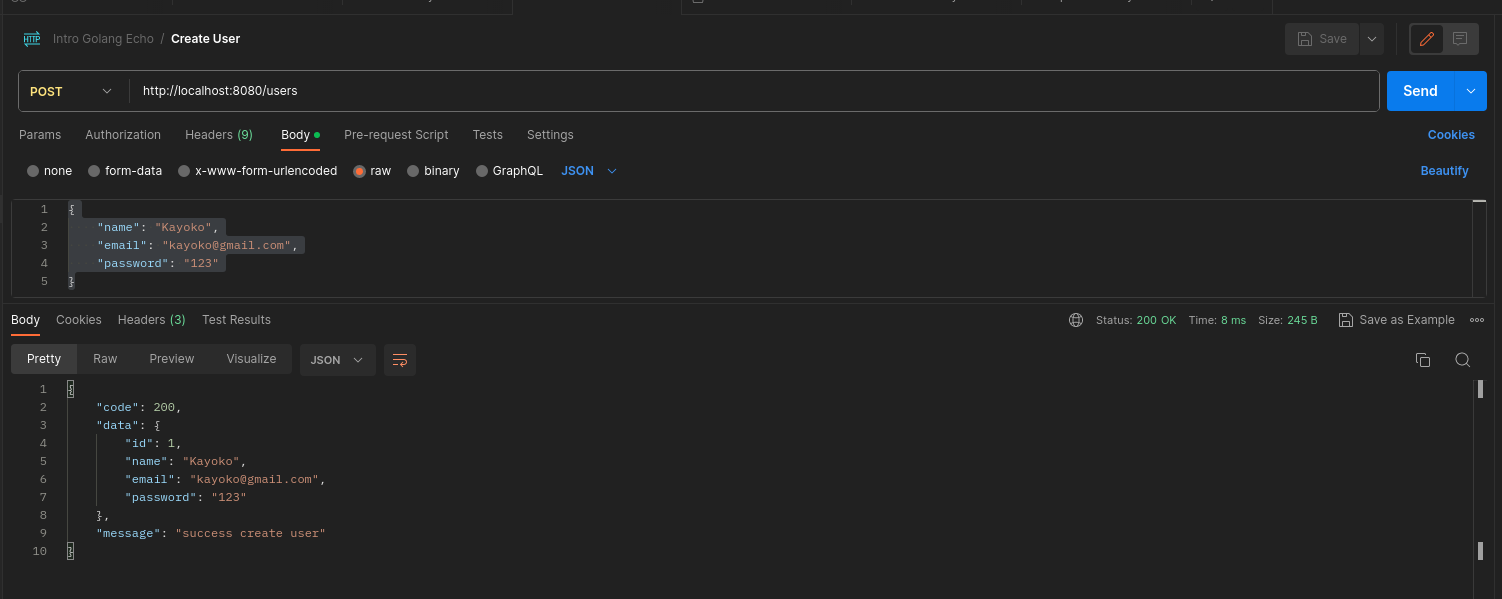 Intro Golang Echo / Create User
Save
POST http://localhost:8080/users
Send
Params Authorization Headers (9) Body Pre-request Script Tests Settings Cookies
none form-data x-www-form-urlencoded raw binary GraphQL JSON Beautify
1 {
2 "name": "Kayoko",
3 "email": "kayoko@gmail.com",
4 "password": "123"
5 }
Body Cookies Headers (3) Test Results Status: 200 OK Time: 8 ms Size: 245 B Save as Example
Pretty Raw Preview Visualize JSON
1 {
2 "code": 200,
3 "data": {
4 "id": 1,
5 "name": "Kayoko",
6 "email": "kayoko@gmail.com",
7 "password": "123"
8 },
9 "message": "success create user"
10 }